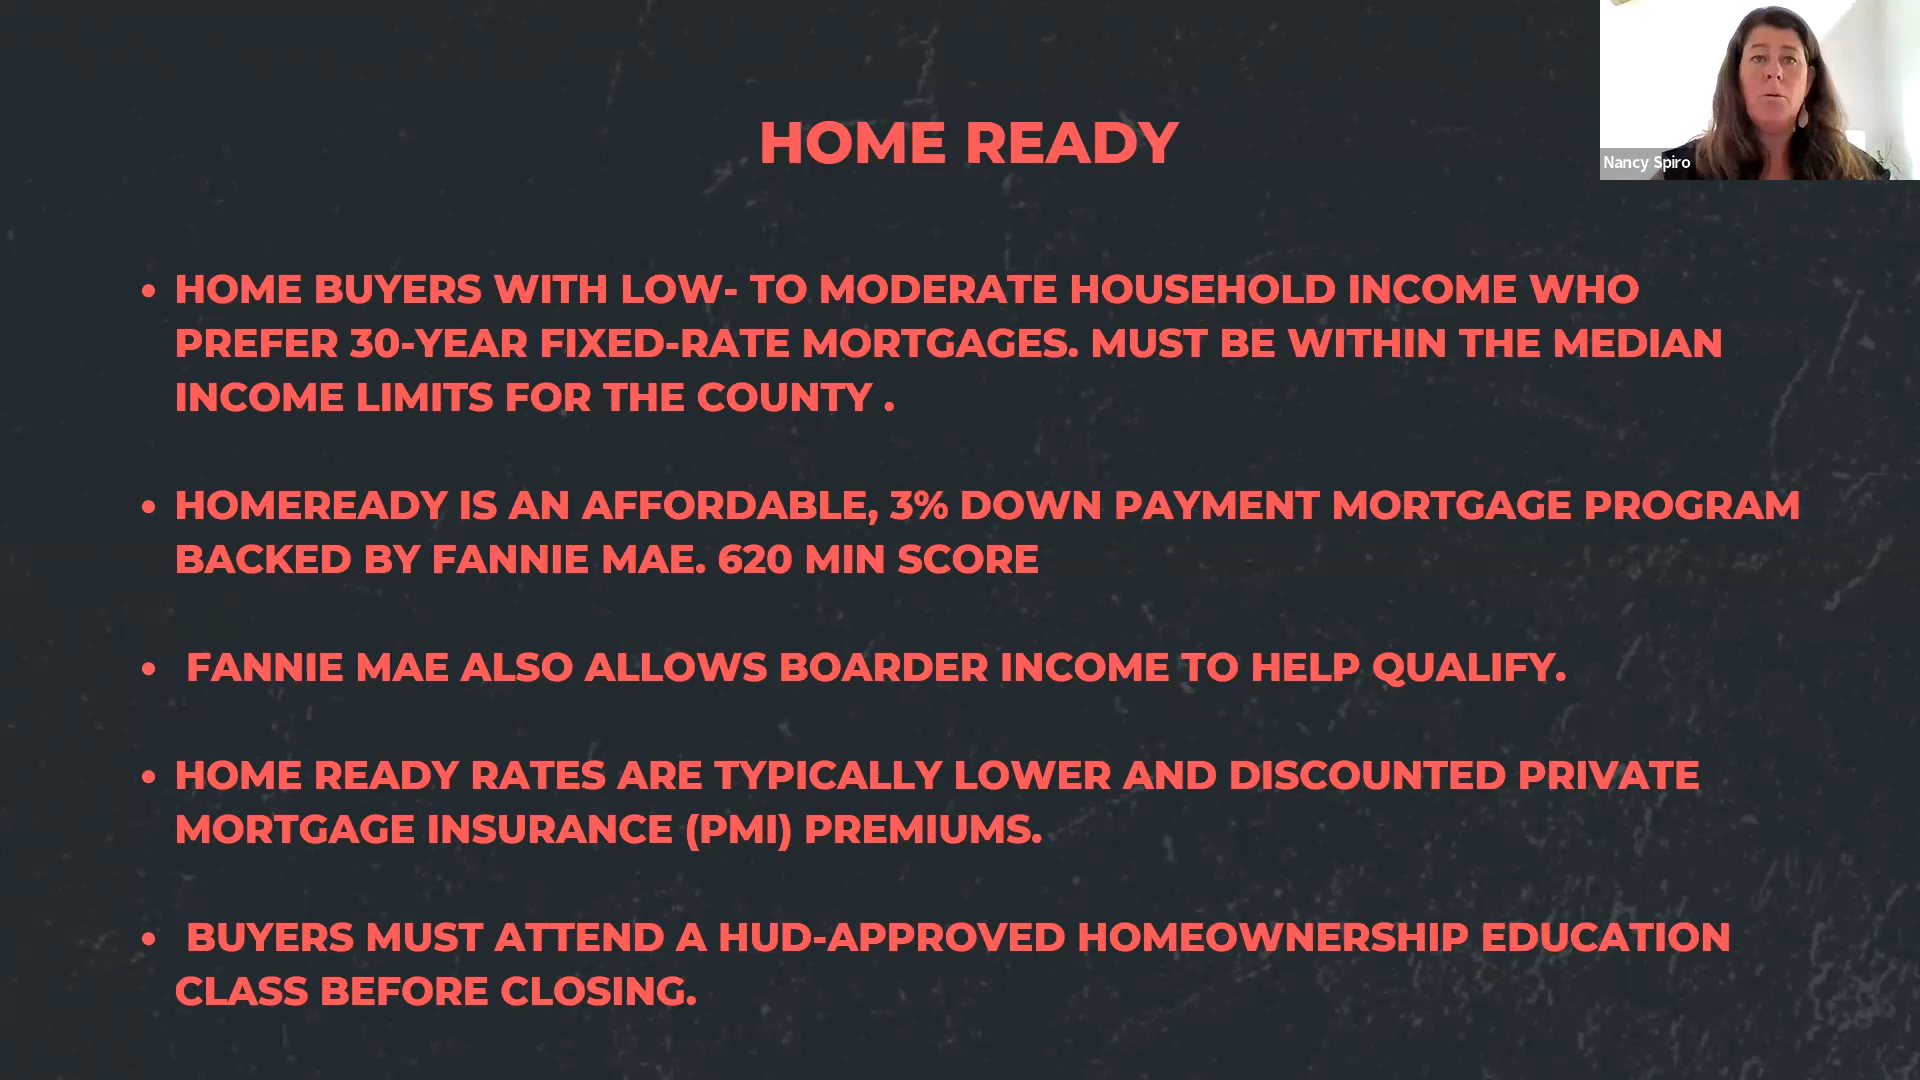 HOME READY
Nancy Spiro
• HOME BUYERS WITH LOW- TO MODERATE HOUSEHOLD INCOME WHO
PREFER 30-YEAR FIXED-RATE MORTGAGES. MUST BE WITHIN THE MEDIAN
INCOME LIMITS FOR THE COUNTY .
• HOMEREADY IS AN AFFORDABLE, 3% DOWN PAYMENT MORTGAGE PROGRAM
BACKED BY FANNIE MAE. 620 MIN SCORE
• FANNIE MAE ALSO ALLOWS BOARDER INCOME TO HELP QUALIFY.
• HOME READY RATES ARE TYPICALLY LOWER AND DISCOUNTED PRIVATE
MORTGAGE INSURANCE (PMI) PREMIUMS.
• BUYERS MUST ATTEND A HUD-APPROVED HOMEOWNERSHIP EDUCATION
CLASS BEFORE CLOSING.